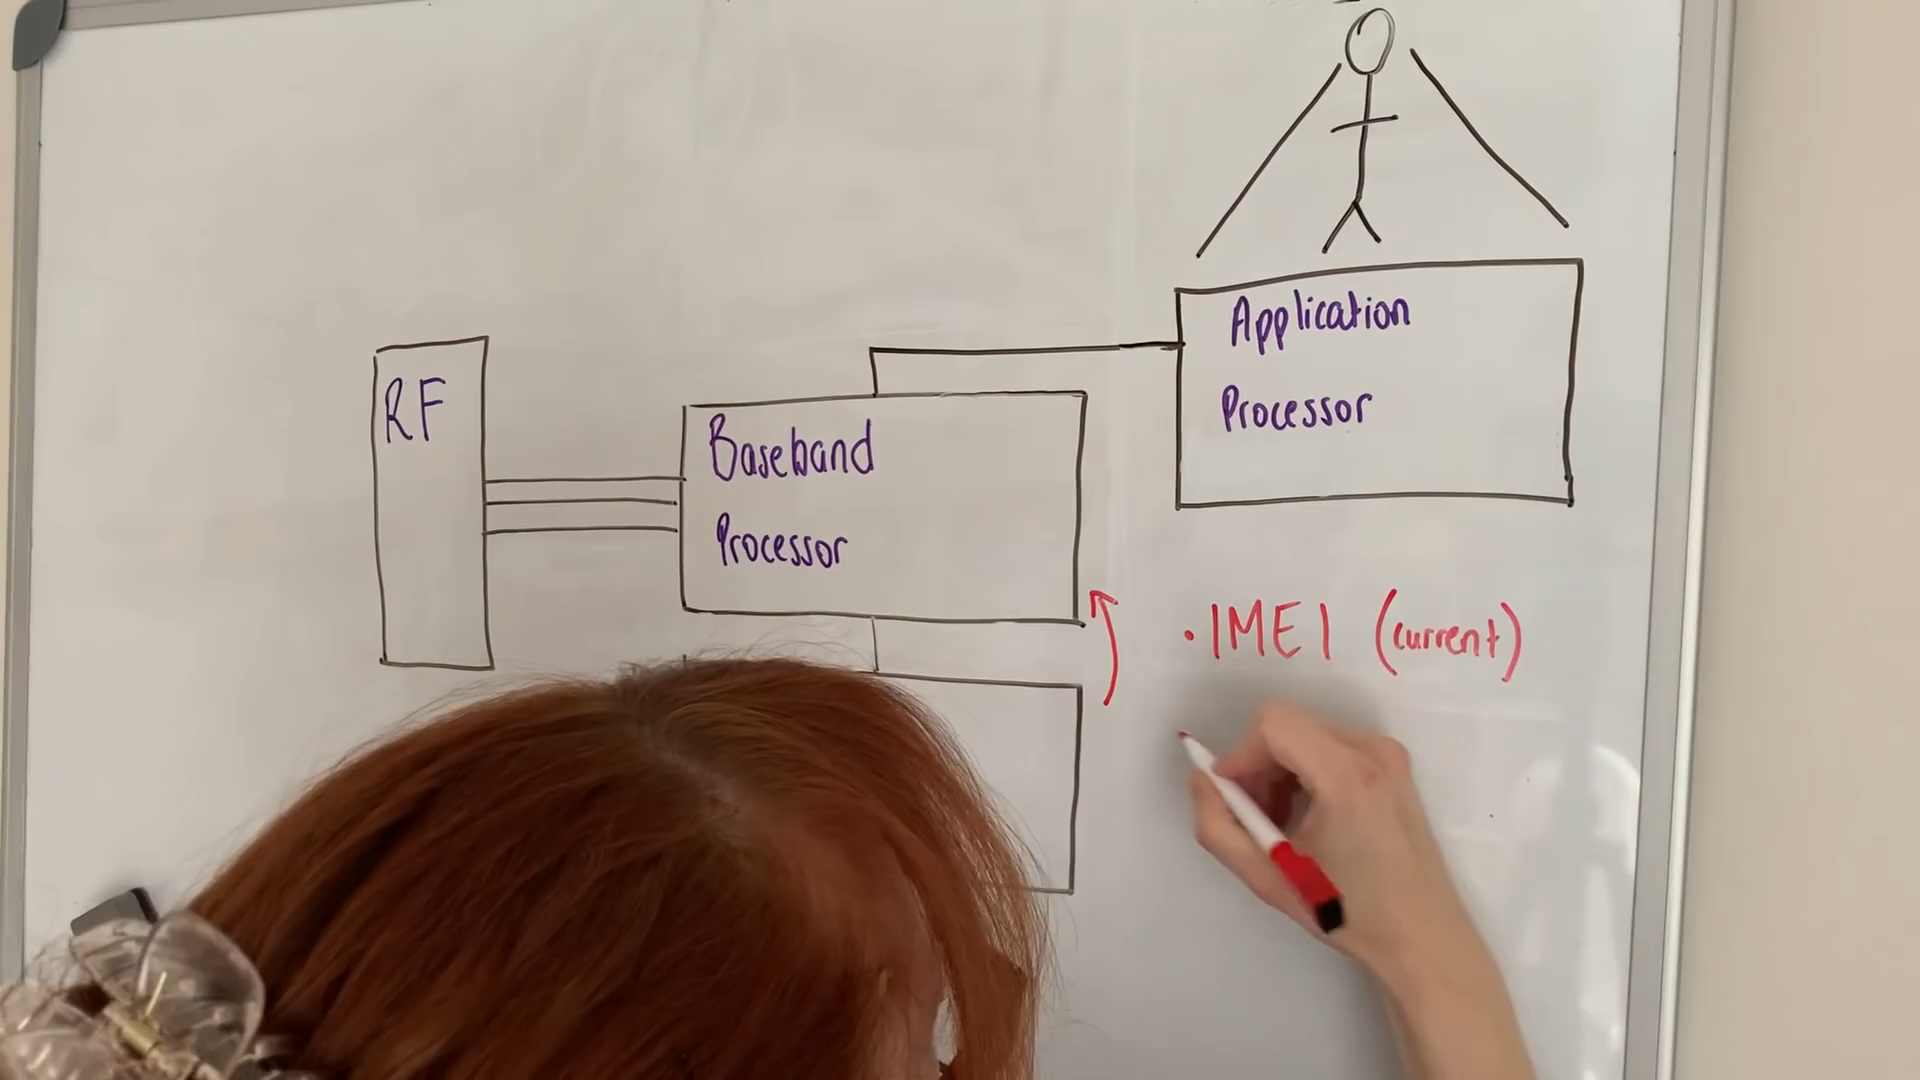 Application
Processor
RF
Baseband
Processor
• IMEI (current)